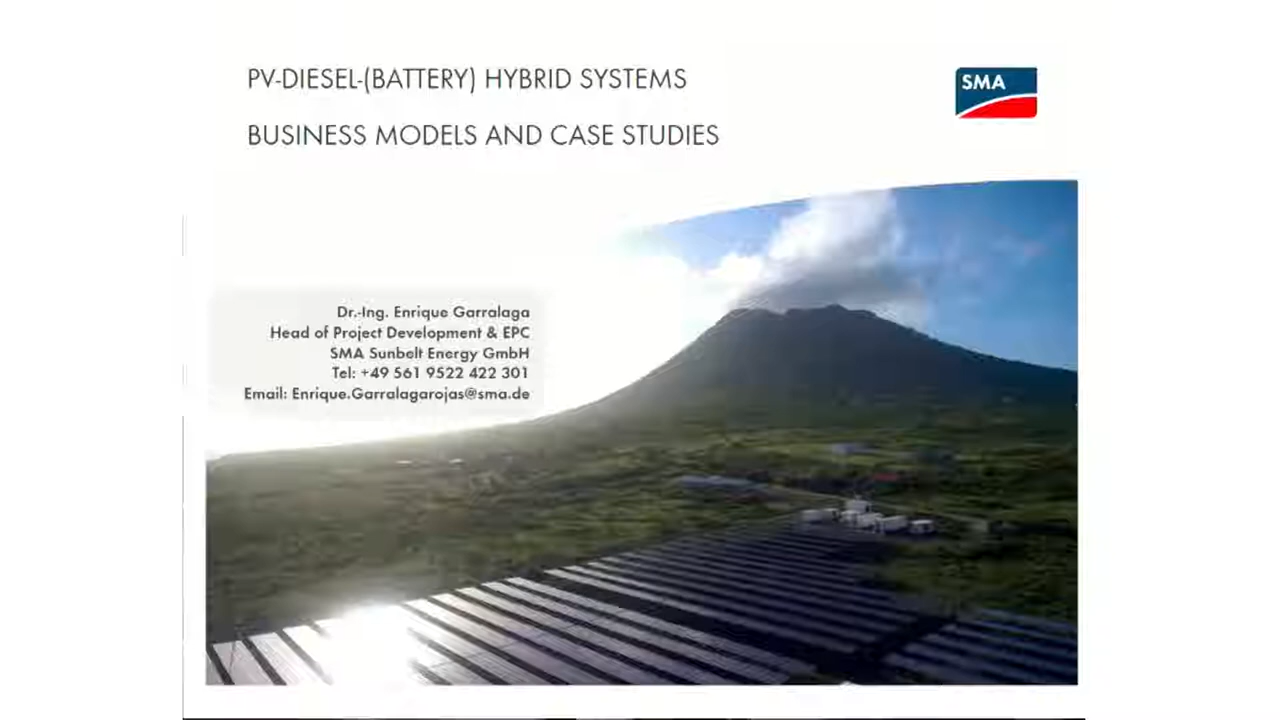 PV-DIESEL-(BATTERY) HYBRID SYSTEMS
BUSINESS MODELS AND CASE STUDIES
SMA
Dr.-Ing. Enrique Garralaga
Head of Project Development & EPC
SMA Sunbelt Energy GmbH
Tel: +49 561 9522 422 301
Email: Enrique.Garralagarojas@sma.de